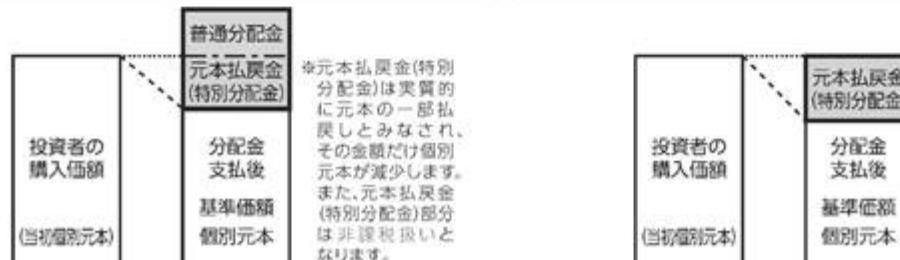 普通分配金
元本払戻金
(特別分配金)
投資者の
購入価額
(当初個別元本)
分配金
支払後
基準価額
個別元本
※元本払戻金(特別
分配金)は実質的
に元本の一部払
戻しとみなされ、
その金額だけ個別
元本が減少します。
また、元本払戻金
(特別分配金)部分
は非課税扱いと
なります。
投資者の
購入価額
(当初個別元本)
元本払戻金
(特別分配金
分配金
支払後
基準価額
個別元本